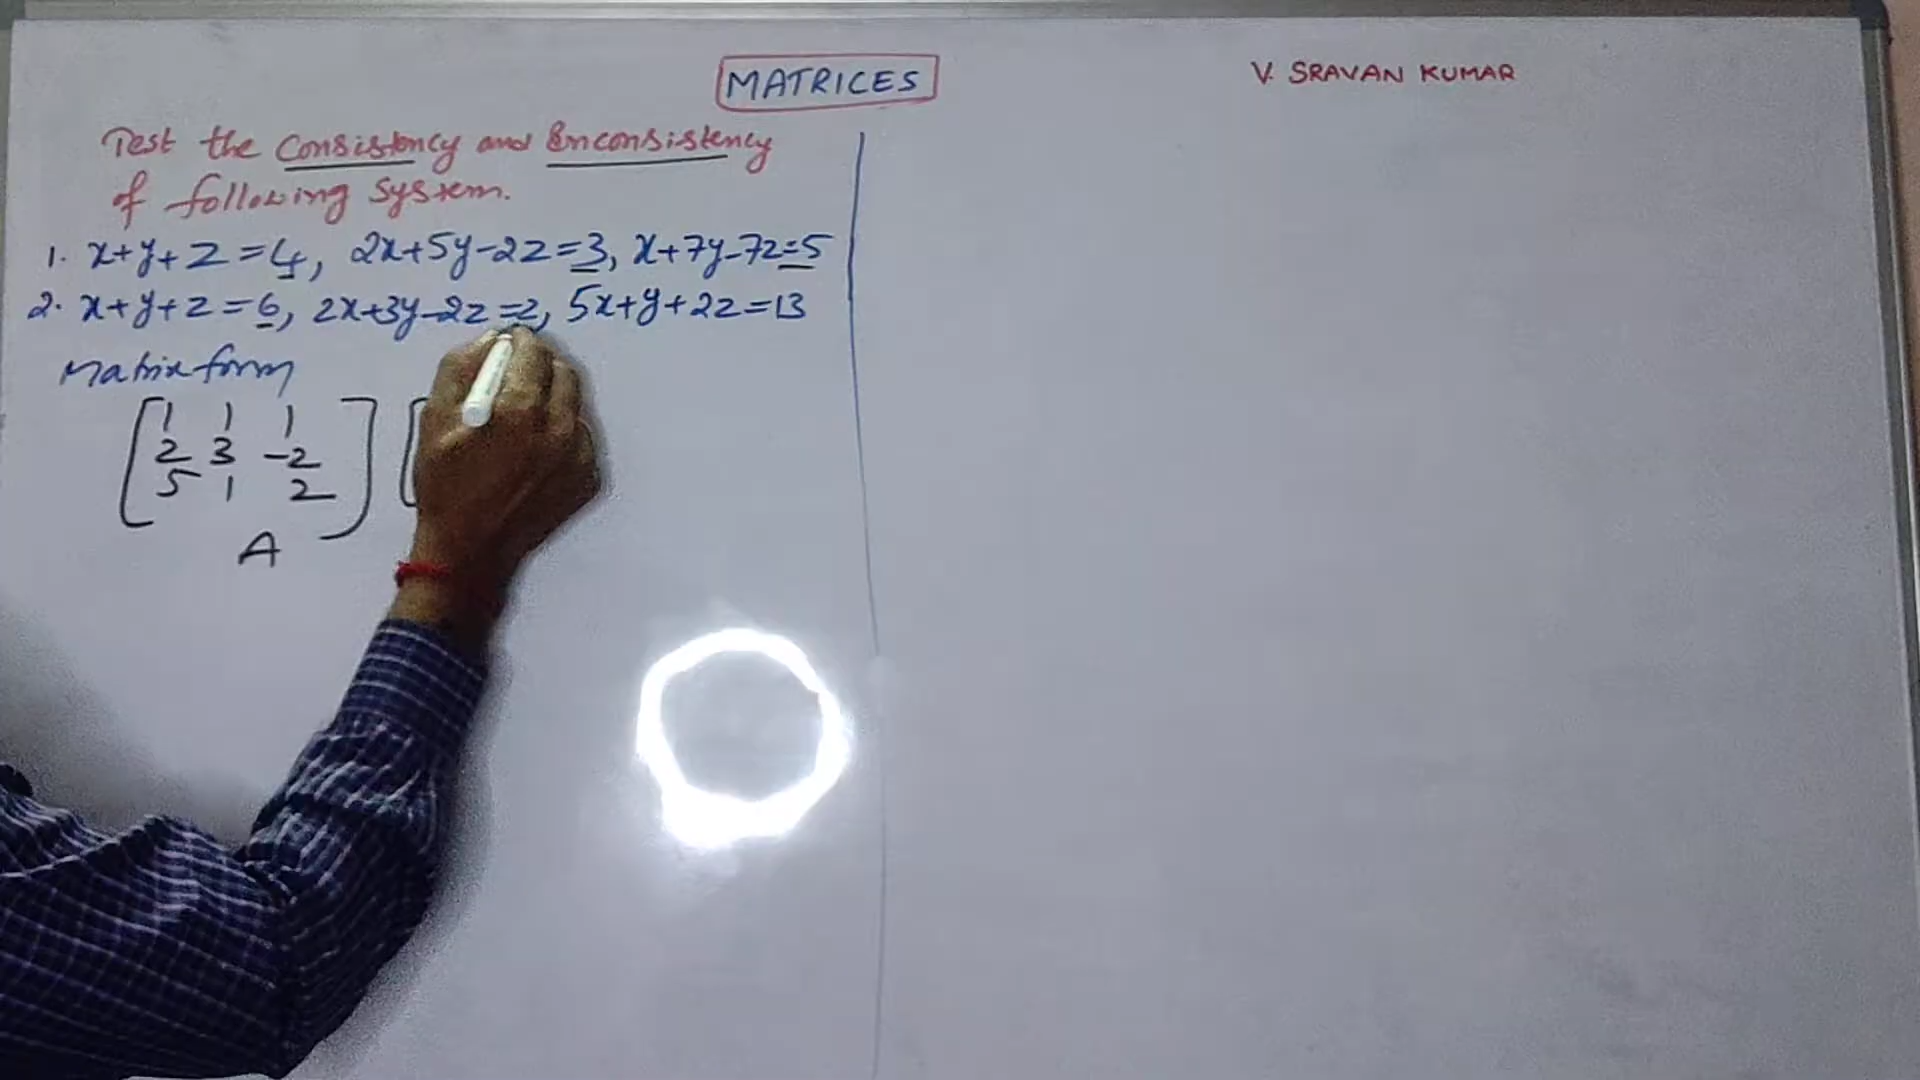 MATRICES
V. SRAVAN KUMAR
Test the consistency and Inconsistency
of following system.
1. x+y+z=4, 2x+5y-2z=3, x+7y-7z=5
2. x+y+z=6, 2x+3y-2z=2, 5x+y+2z=13
Matrix form
1 1 1
2 3 -2
5 1 2
A